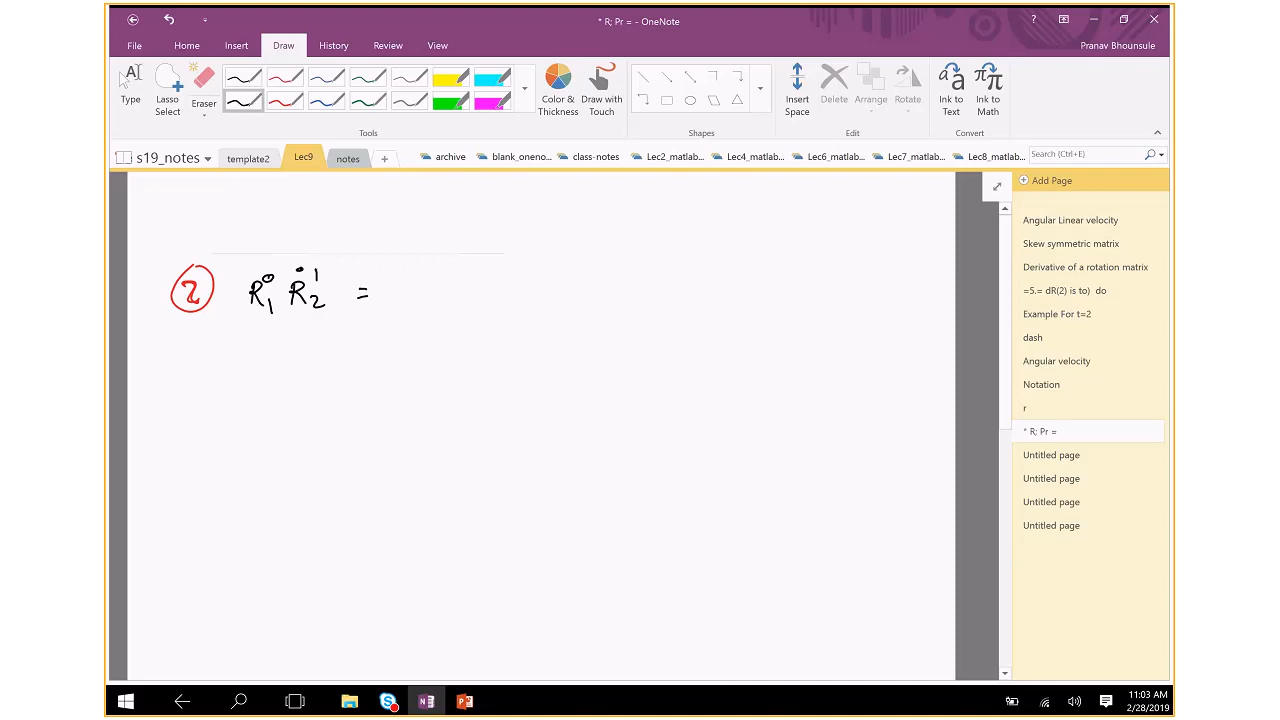 * R; Pr = - OneNote
?
File Home Insert Draw History Review View Pranav Bhounsule
Type Lasso Select Eraser Color & Thickness Draw with Touch Insert Space Delete Arrange Rotate Ink to Text Ink to Math
Tools Shapes Edit Convert
s19_notes template2 Lec9 notes + archive blank_oneno... class-notes Lec2_matlab... Lec4_matlab... Lec6_matlab... Lec7_matlab... Lec8_matlab... Search (Ctrl+E)
Add Page
Angular Linear velocity
Skew symmetric matrix
Derivative of a rotation matrix
=5.= dR(2) is to) do
Example For t=2
dash
Angular velocity
Notation
r
* R; Pr =
Untitled page
Untitled page
Untitled page
Untitled page
② R₁⁰ Ṙ₂¹ =
11:03 AM
2/28/2019